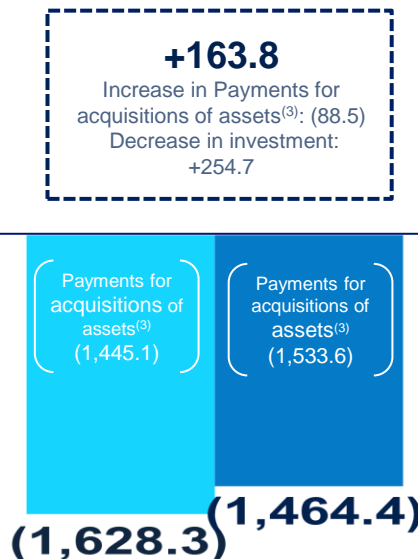 +163.8
Increase in Payments for
acquisitions of assets(3): (88.5)
Decrease in investment:
+254.7
Payments for
acquisitions of
assets(3)
(1,445.1)
Payments for
acquisitions of
assets(3)
(1,533.6)
(1,628.3)
(1,464.4)